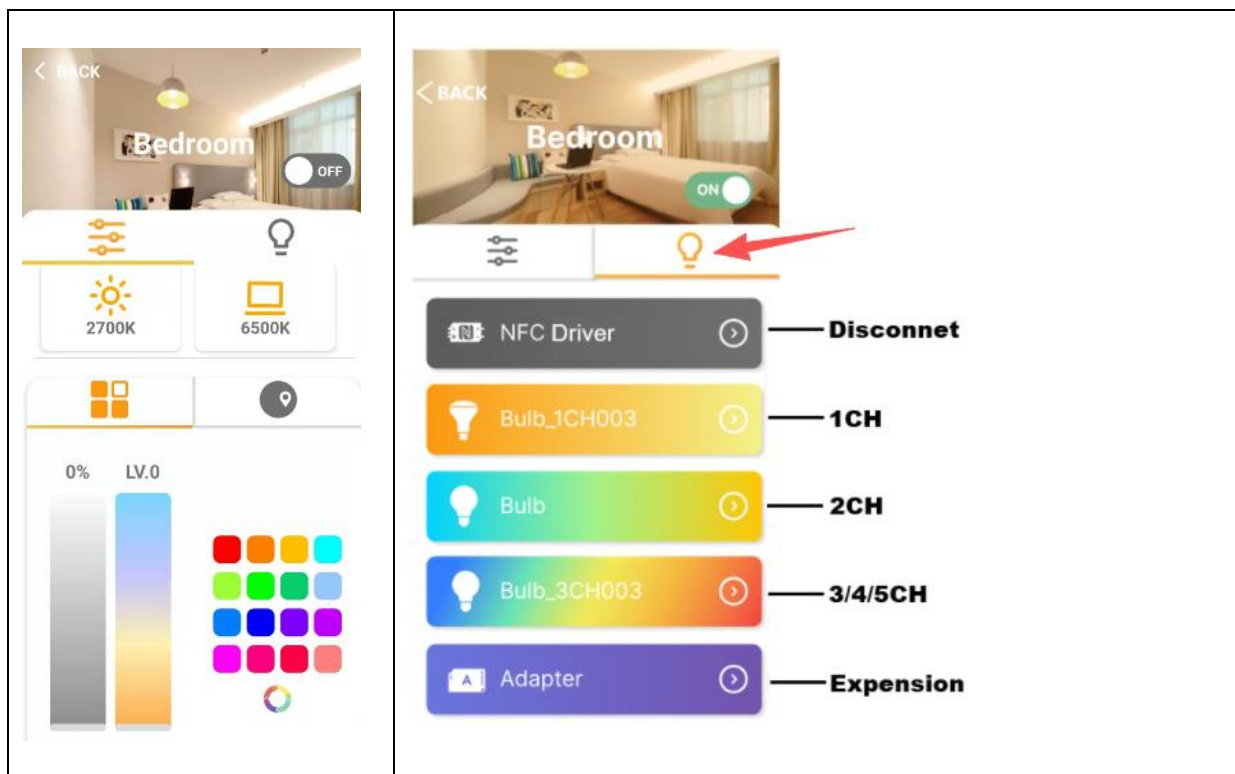 < BACK
Bedroom
OFF
2700K
6500K
0%
LV.0
< BACK
Bedroom
ON
N NFC Driver
Disconnet
Bulb_1CH003
1CH
Bulb
2CH
Bulb_3CH003
3/4/5CH
A Adapter
Expension